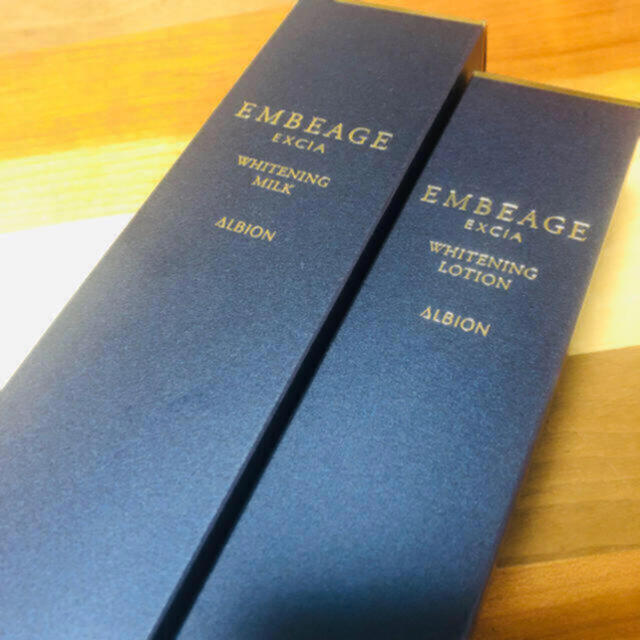 EMBEAGE
EXCIA
WHITENING
MILK
ALBION
EMBEAGE
EXCIA
WHITENING
LOTION
ALBION